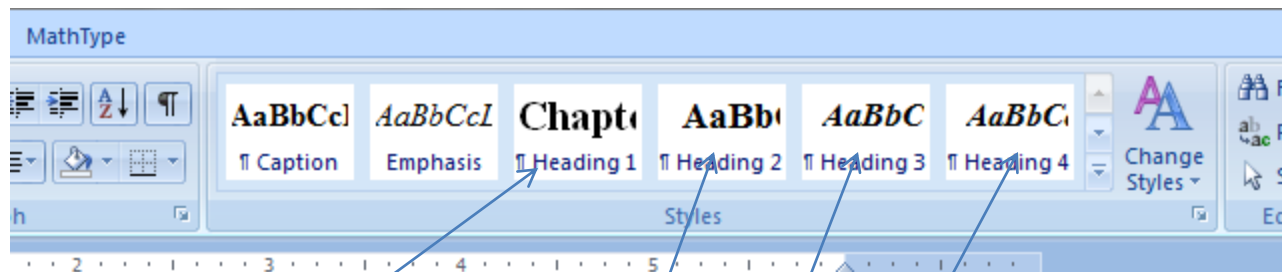 MathType
AaBbCcI AaBbCcL Chapte AaBb AaBbC AaBbC
¶ Caption Emphasis ¶ Heading 1 ¶ Heading 2 ¶ Heading 3 ¶ Heading 4
Change
Styles
Styles
2 3 4 5